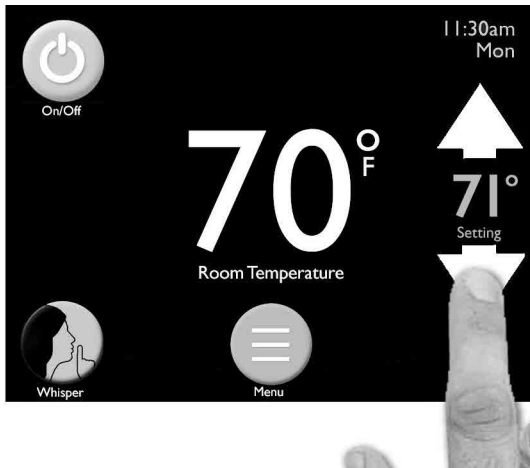 11:30am
Mon
On/Off
70°F
Room Temperature
71°
Setting
Whisper
Menu